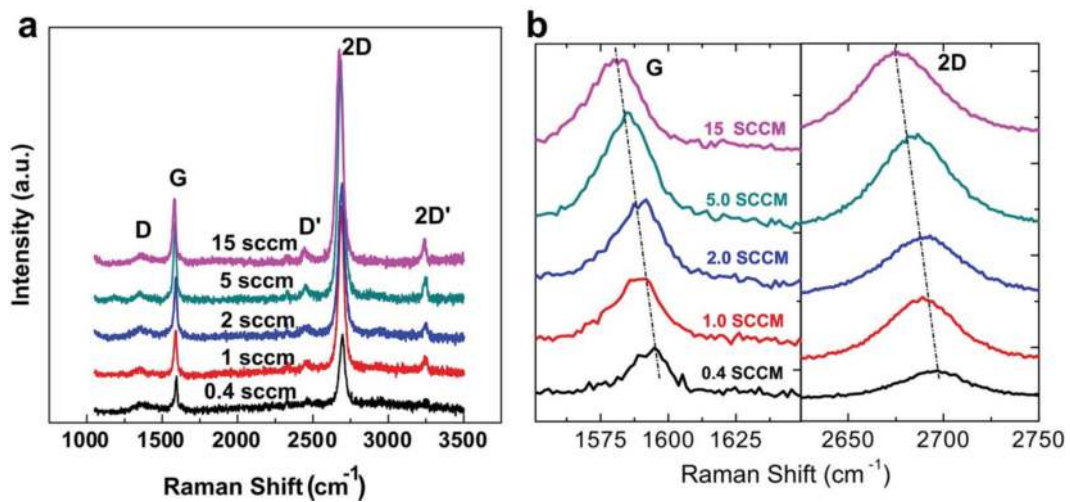 a
Intensity (a.u.)
2D
G
D
D'
2D'
15 sccm
5 sccm
2 sccm
1 sccm
0.4 sccm
1000 1500 2000 2500 3000 3500
Raman Shift (cm⁻¹)
b
G
2D
15 SCCM
5.0 SCCM
2.0 SCCM
1.0 SCCM
0.4 SCCM
1575 1600 1625 2650 2700 2750
Raman Shift (cm⁻¹)